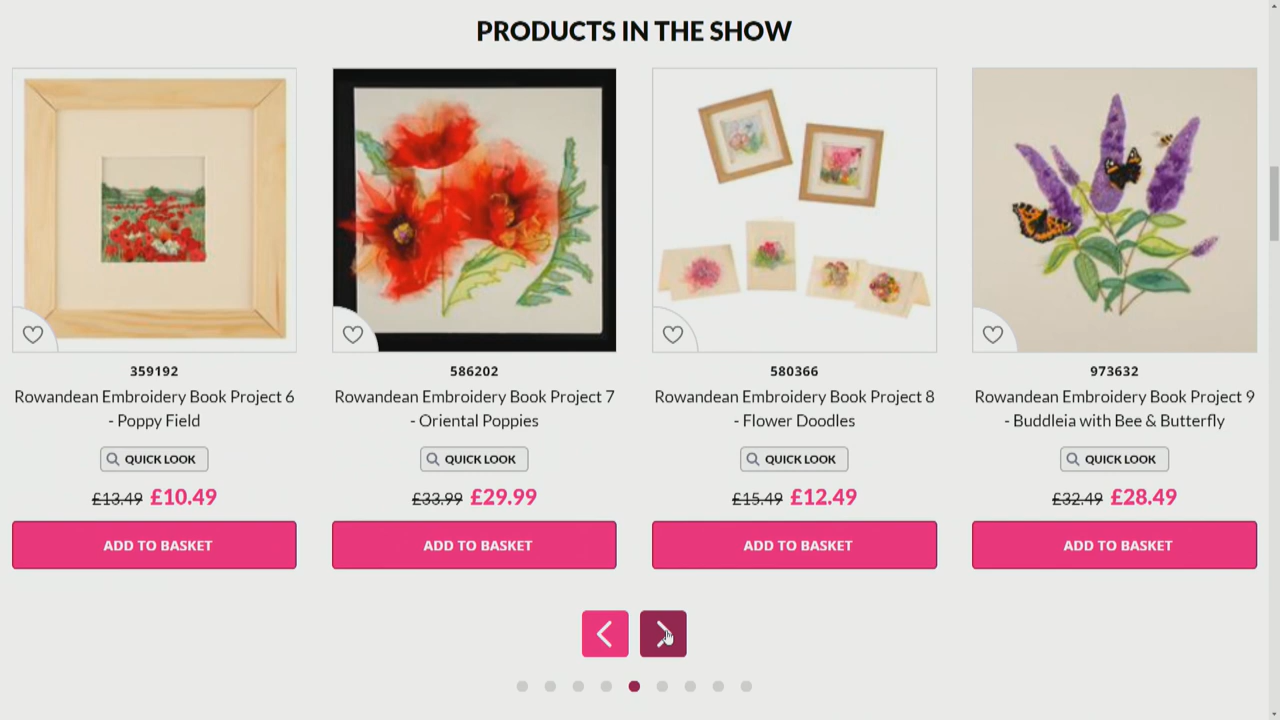 PRODUCTS IN THE SHOW
359192
Rowandean Embroidery Book Project 6
- Poppy Field
QUICK LOOK
£13.49 £10.49
ADD TO BASKET
586202
Rowandean Embroidery Book Project 7
- Oriental Poppies
QUICK LOOK
£33.99 £29.99
ADD TO BASKET
580366
Rowandean Embroidery Book Project 8
- Flower Doodles
QUICK LOOK
£15.49 £12.49
ADD TO BASKET
973632
Rowandean Embroidery Book Project 9
- Buddleia with Bee & Butterfly
QUICK LOOK
£32.49 £28.49
ADD TO BASKET